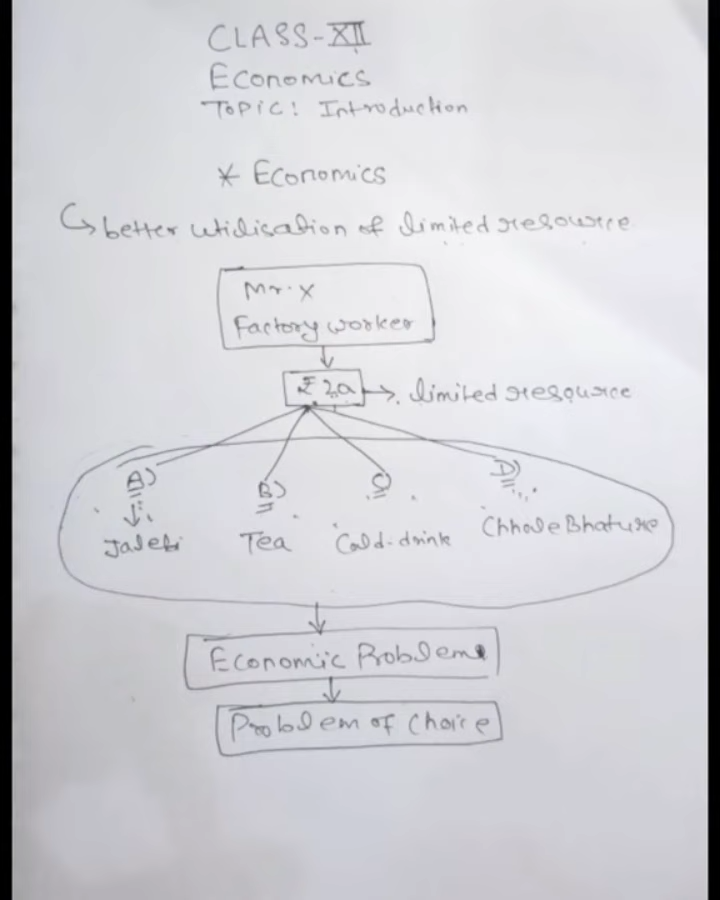 CLASS-XII
Economics
Topic: Introduction
* Economics
↳ better utilisation of limited resource
Mr. X
Factory worker
₹ 20 → limited resource
A) B) C) D)
Jalebi Tea Cold-drink Chhole Bhature
Economic Problem
Problem of choice